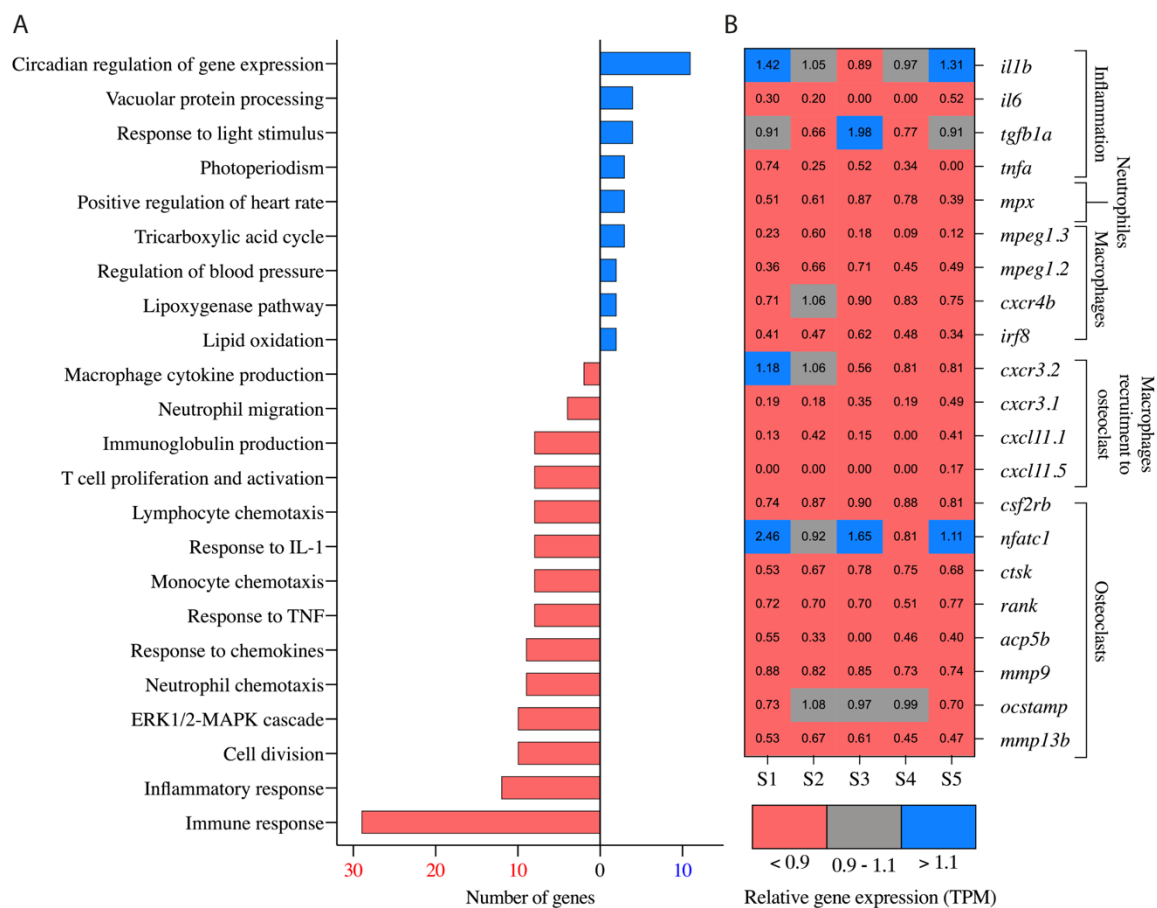 A
Circadian regulation of gene expression
Vacuolar protein processing
Response to light stimulus
Photoperiodism
Positive regulation of heart rate
Tricarboxylic acid cycle
Regulation of blood pressure
Lipoxygenase pathway
Lipid oxidation
Macrophage cytokine production
Neutrophil migration
Immunoglobulin production
T cell proliferation and activation
Lymphocyte chemotaxis
Response to IL-1
Monocyte chemotaxis
Response to TNF
Response to chemokines
Neutrophil chemotaxis
ERK1/2-MAPK cascade
Cell division
Inflammatory response
Immune response
30 20 10 0 10
Number of genes
B
1.42 1.05 0.89 0.97 1.31 il1b
0.30 0.20 0.00 0.00 0.52 il6
0.91 0.66 1.98 0.77 0.91 tgfb1a
0.74 0.25 0.52 0.34 0.00 tnfa
0.51 0.61 0.87 0.78 0.39 mpx
0.23 0.60 0.18 0.09 0.12 mpeg1.3
0.36 0.66 0.71 0.45 0.49 mpeg1.2
0.71 1.06 0.90 0.83 0.75 cxcr4b
0.41 0.47 0.62 0.48 0.34 irf8
1.18 1.06 0.56 0.81 0.81 cxcr3.2
0.19 0.18 0.35 0.19 0.49 cxcr3.1
0.13 0.42 0.15 0.00 0.41 cxcl11.1
0.00 0.00 0.00 0.00 0.17 cxcl11.5
0.74 0.87 0.90 0.88 0.81 csf2rb
2.46 0.92 1.65 0.81 1.11 nfatc1
0.53 0.67 0.78 0.75 0.68 ctsk
0.72 0.70 0.70 0.51 0.77 rank
0.55 0.33 0.00 0.46 0.40 acp5b
0.88 0.82 0.85 0.73 0.74 mmp9
0.73 1.08 0.97 0.99 0.70 ocstamp
0.53 0.67 0.61 0.45 0.47 mmp13b
S1 S2 S3 S4 S5
Inflammation
Neutrophiles
Macrophages
Macrophages
recruitment to
osteoclast
Osteoclasts
< 0.9 0.9 - 1.1 > 1.1
Relative gene expression (TPM)